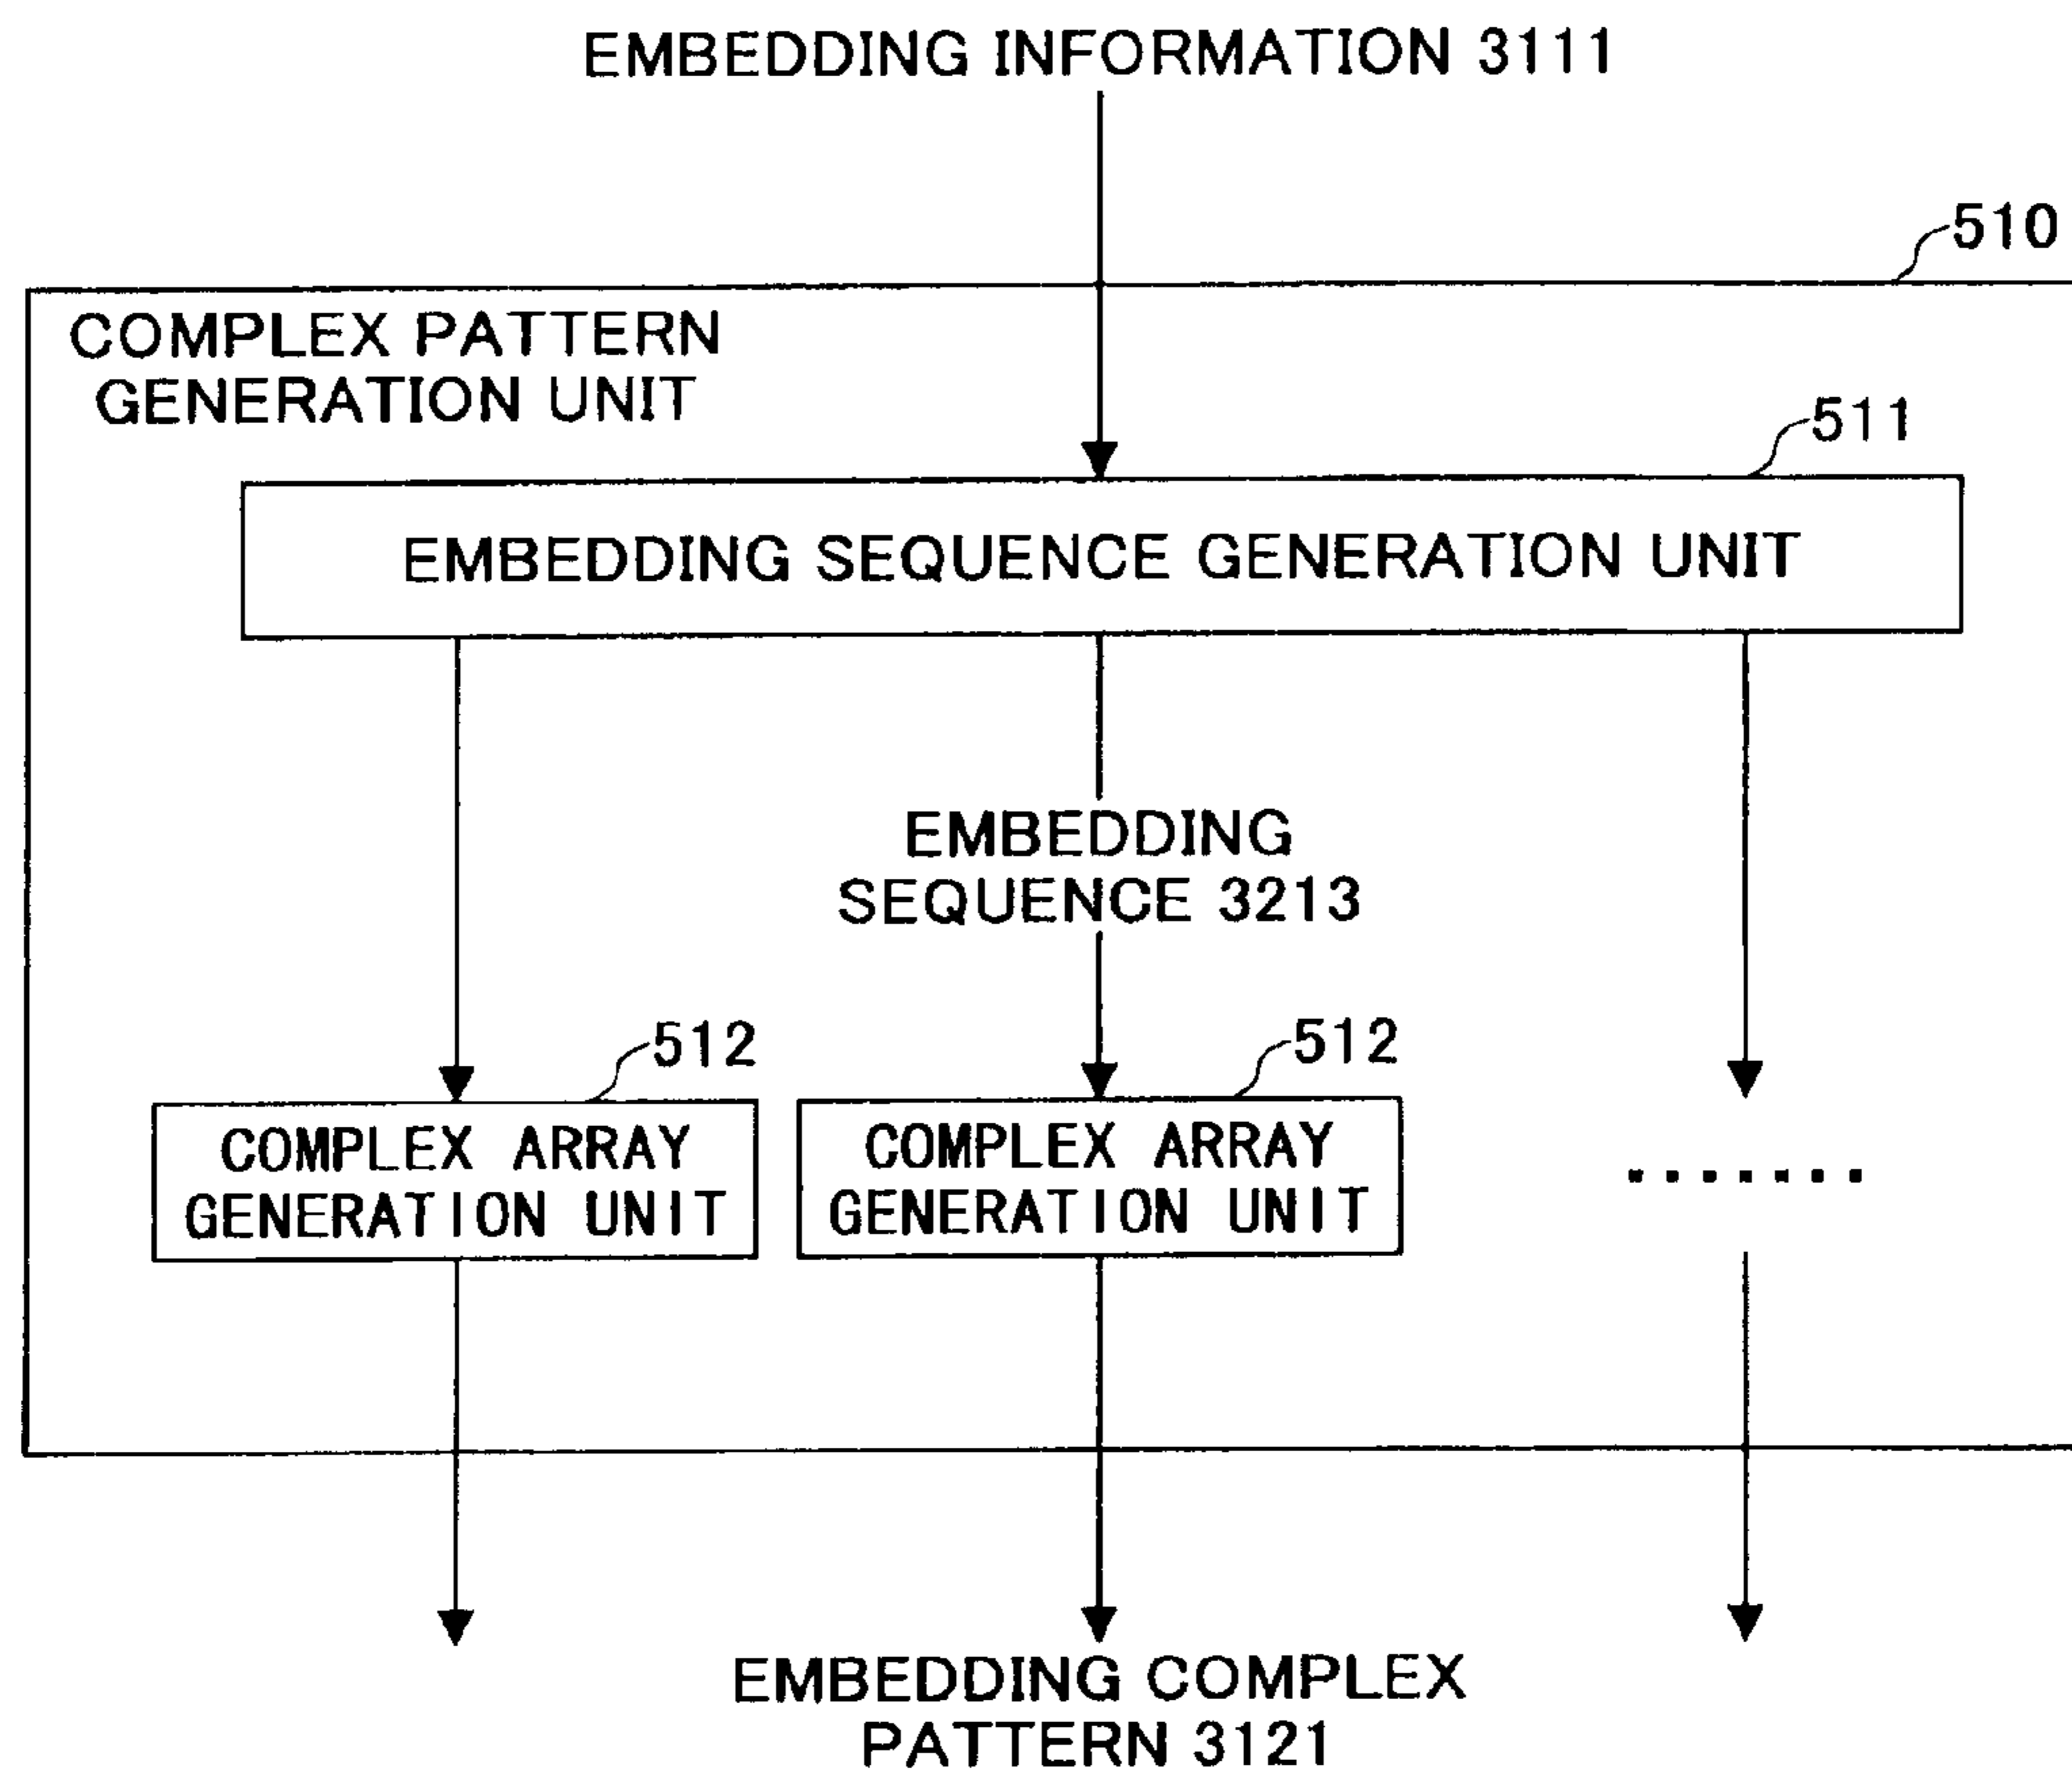 EMBEDDING INFORMATION 3111
510
COMPLEX PATTERN
GENERATION UNIT
511
EMBEDDING SEQUENCE GENERATION UNIT
EMBEDDING
SEQUENCE 3213
512
512
COMPLEX ARRAY
GENERATION UNIT
COMPLEX ARRAY
GENERATION UNIT
.......
EMBEDDING COMPLEX
PATTERN 3121